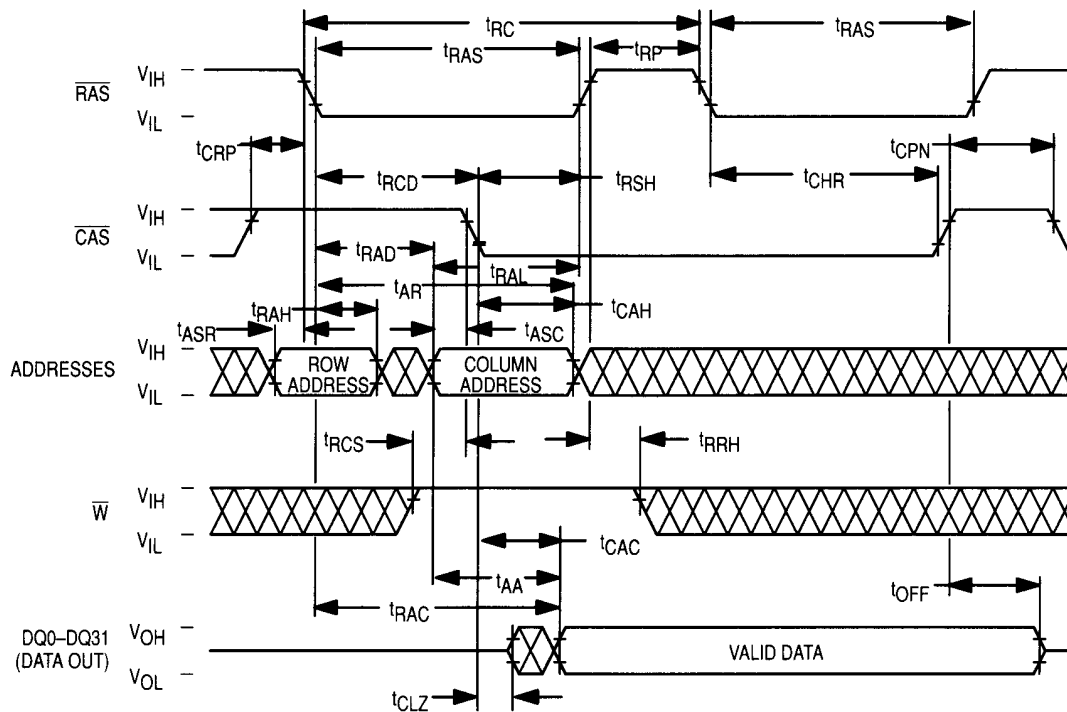 tRC
tRAS
tRAS
tRP
RAS
VIH
VIL
tCRP
tRCD
tRSH
tCHR
tCPN
CAS
VIH
VIL
tRAD
tRAL
tAR
tRAH
tCAH
tASR
tASC
ADDRESSES
VIH
VIL
ROW
ADDRESS
COLUMN
ADDRESS
tRCS
tRRH
W
VIH
VIL
tCAC
tAA
tOFF
tRAC
DQ0–DQ31
(DATA OUT)
VOH
VOL
VALID DATA
tCLZ